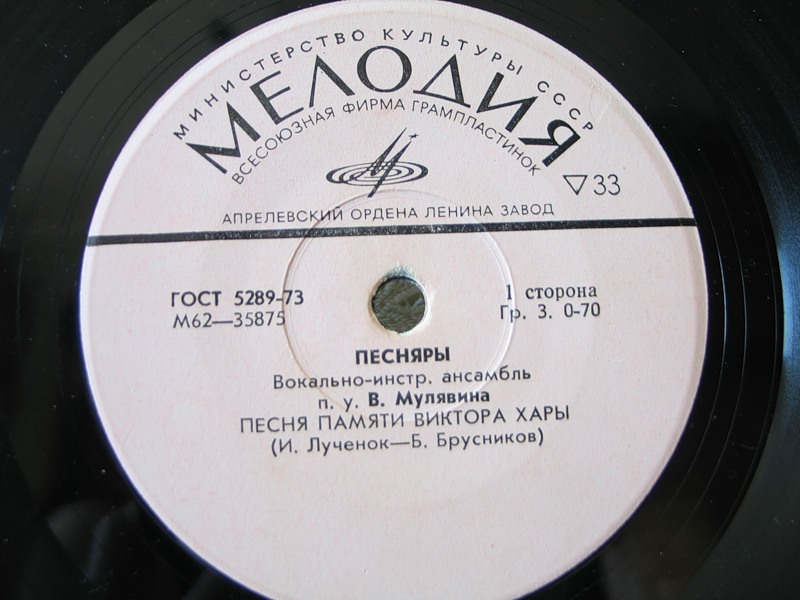 МИНИСТЕРСТВО КУЛЬТУРЫ СССР
МЕЛОДИЯ
ВСЕСОЮЗНАЯ ФИРМА ГРАМПЛАСТИНОК
▽33
АПРЕЛЕВСКИЙ ОРДЕНА ЛЕНИНА ЗАВОД
ГОСТ 5289-73
М62—35875
1 сторона
Гр. 3. 0-70
ПЕСНЯРЫ
Вокально-инстр. ансамбль
п. у. В. Мулявина
ПЕСНЯ ПАМЯТИ ВИКТОРА ХАРЫ
(И. Лученок—Б. Брусников)